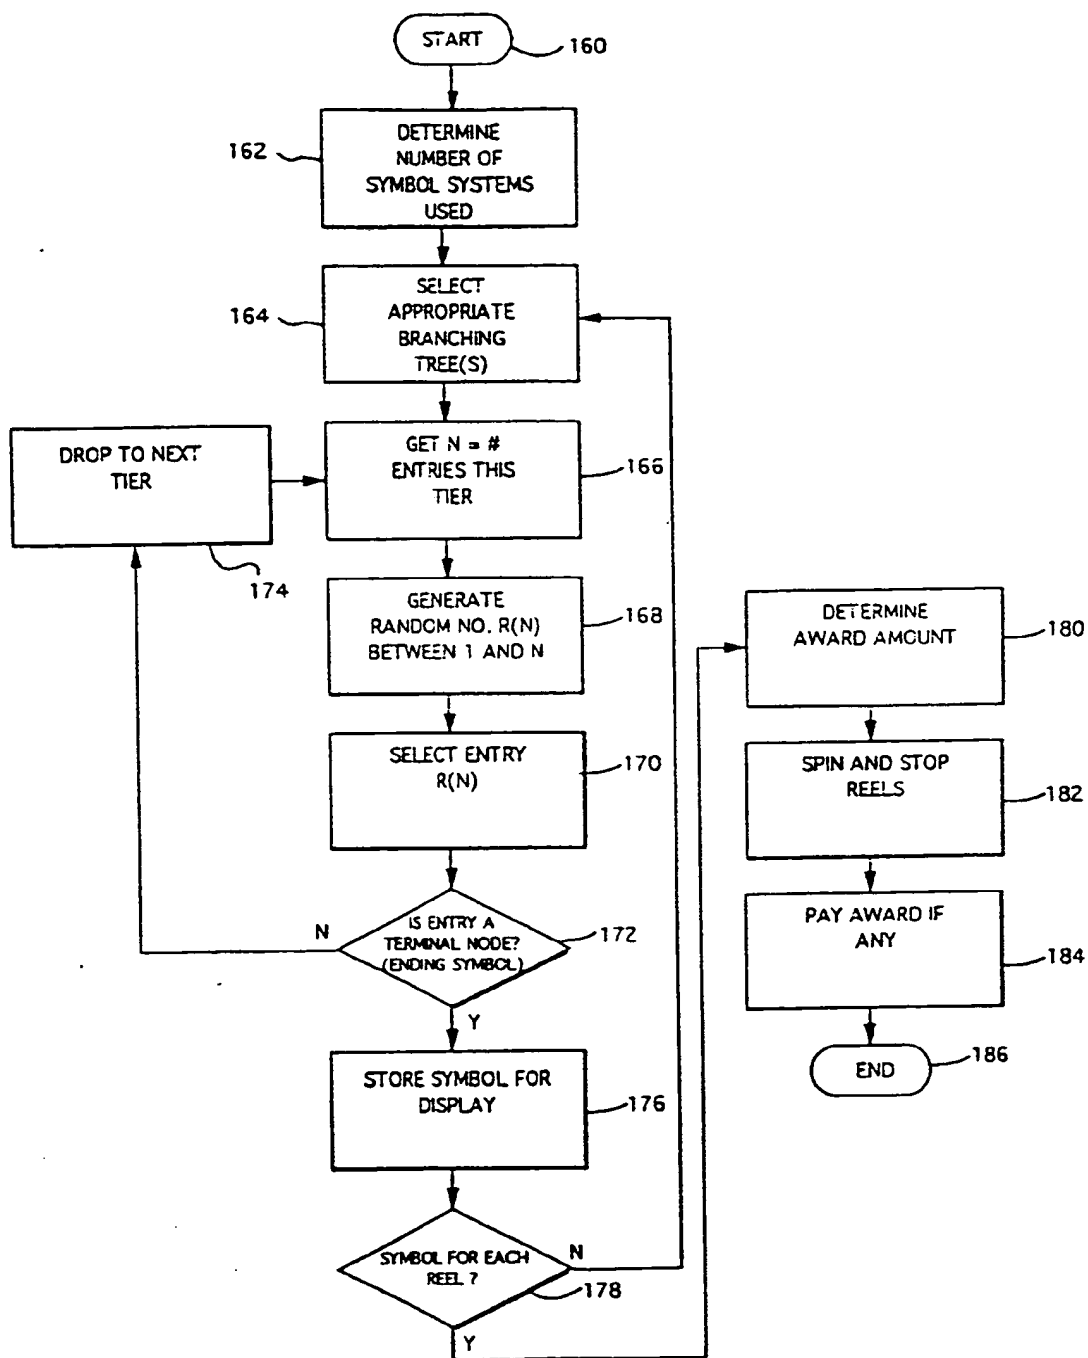 START
160
162
DETERMINE
NUMBER OF
SYMBOL SYSTEMS
USED
164
SELECT
APPROPRIATE
BRANCHING
TREE(S)
DROP TO NEXT
TIER
174
GET N = #
ENTRIES THIS
TIER
166
GENERATE
RANDOM NO. R(N)
BETWEEN 1 AND N
168
SELECT ENTRY
R(N)
170
IS ENTRY A
TERMINAL NODE?
(ENDING SYMBOL)
172
N
Y
STORE SYMBOL FOR
DISPLAY
176
SYMBOL FOR EACH
REEL ?
178
N
Y
DETERMINE
AWARD AMOUNT
180
SPIN AND STOP
REELS
182
PAY AWARD IF
ANY
184
END
186